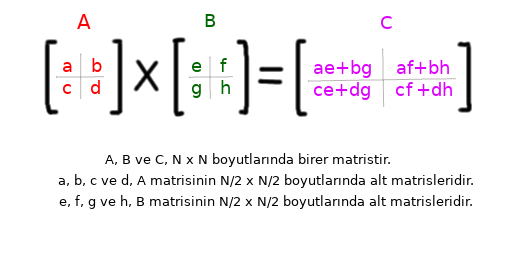 A B C
[ a b ] × [ e f ] = [ ae+bg af+bh ]
[ c d ] [ g h ] [ ce+dg cf+dh ]
A, B ve C, N x N boyutlarında birer matristir.
a, b, c ve d, A matrisinin N/2 x N/2 boyutlarında alt matrisleridir.
e, f, g ve h, B matrisinin N/2 x N/2 boyutlarında alt matrisleridir.